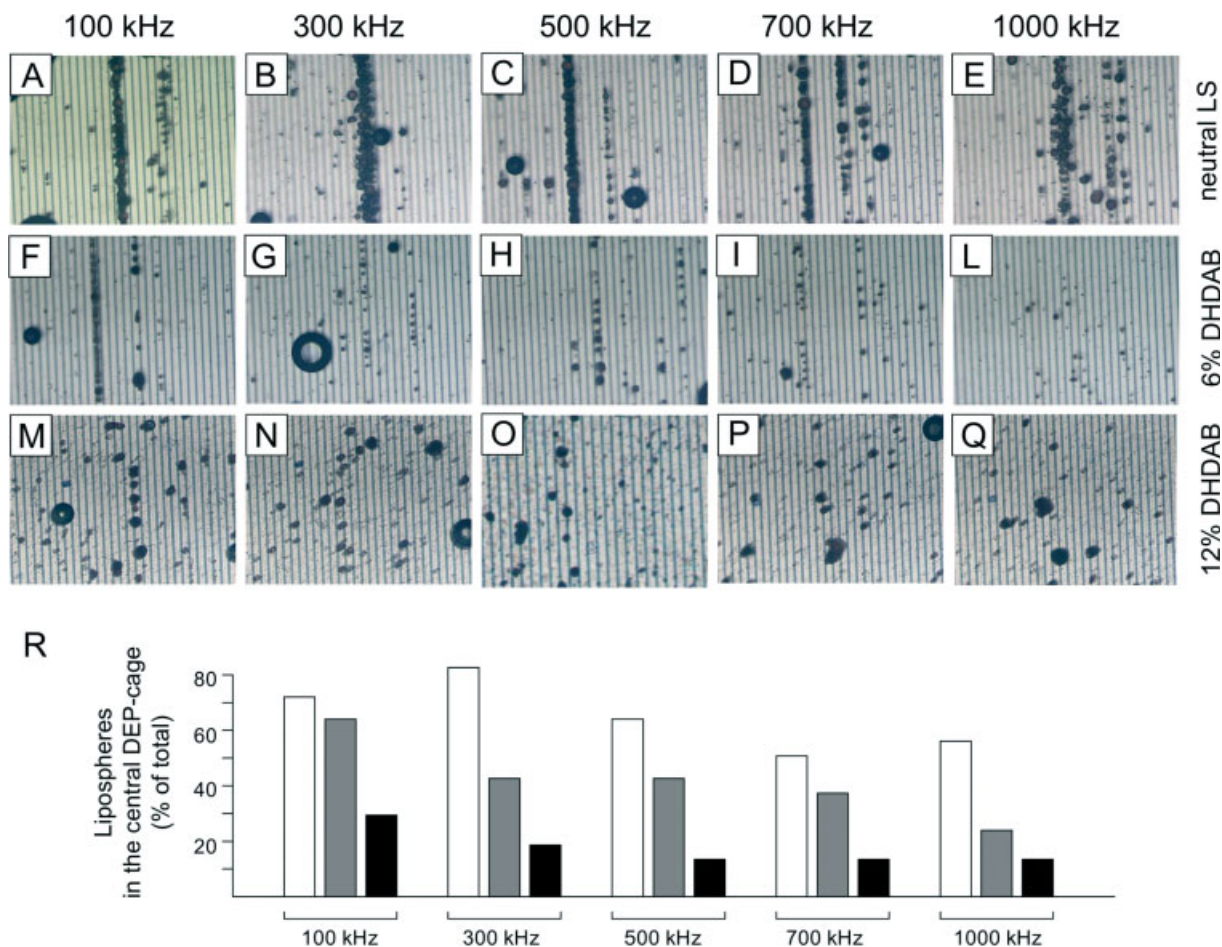 100 kHz 300 kHz 500 kHz 700 kHz 1000 kHz
A B C D E
neutral LS
F G H I L
6% DHDAB
M N O P Q
12% DHDAB
R
Lipospheres
in the central DEP-cage
(% of total)
80
60
40
20
100 kHz 300 kHz 500 kHz 700 kHz 1000 kHz